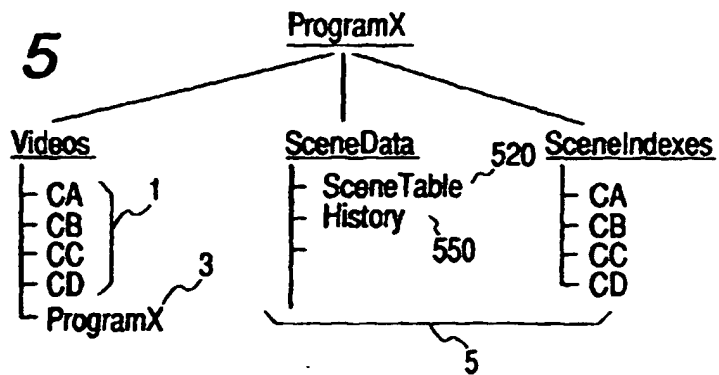 5
ProgramX
Videos
CA
CB
CC
CD
ProgramX
1
3
SceneData
SceneTable
History
520
550
SceneIndexes
CA
CB
CC
CD
5